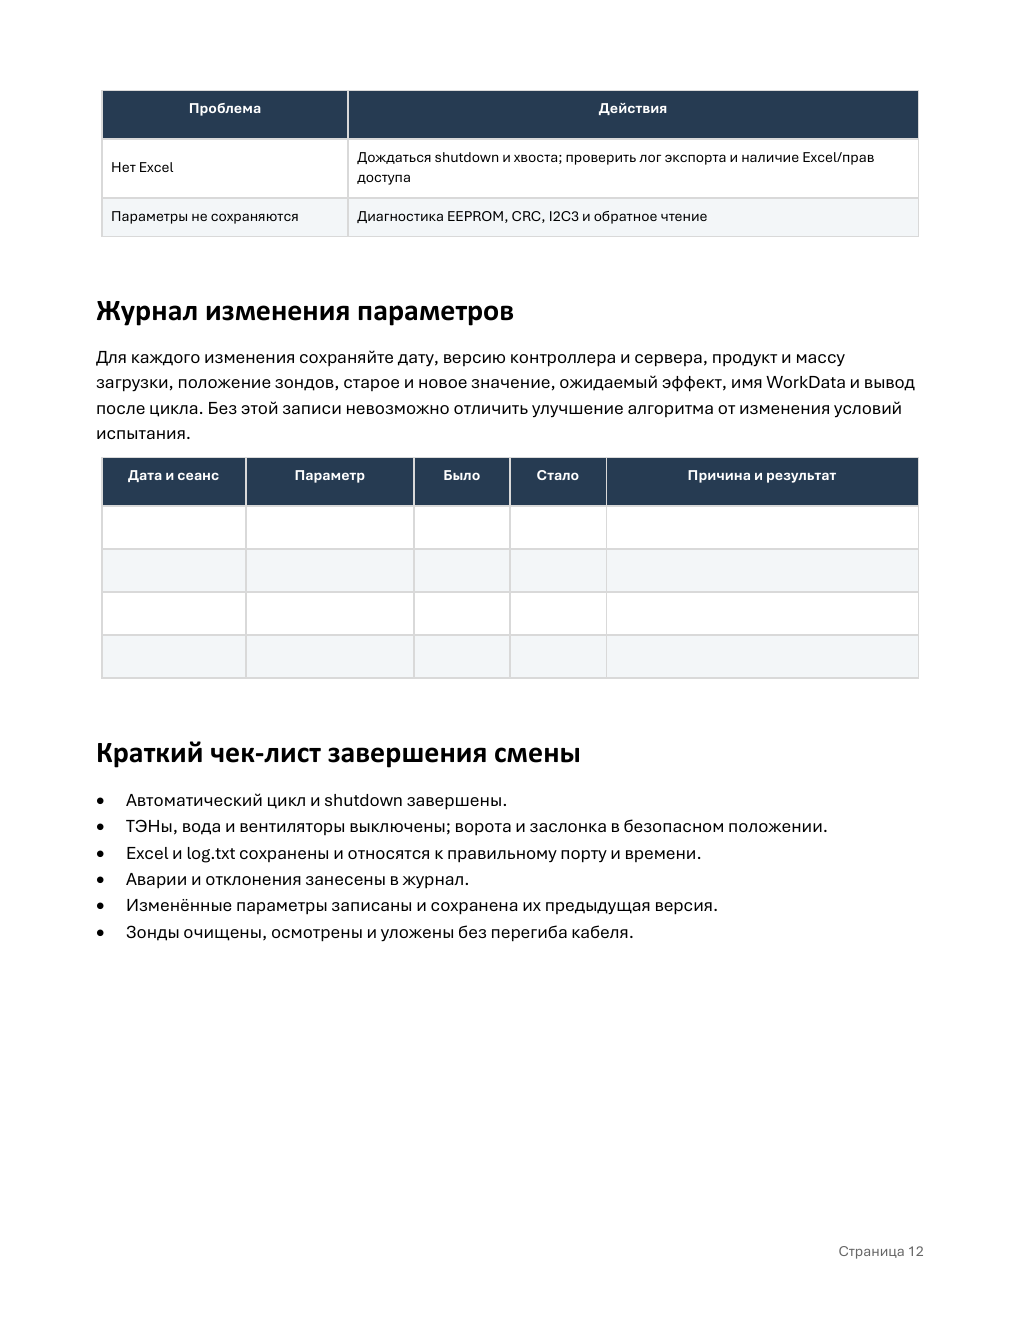 Проблема Действия
Нет Excel Дождаться shutdown и хвоста; проверить лог экспорта и наличие Excel/прав
доступа
Параметры не сохраняются Диагностика EEPROM, CRC, I2C3 и обратное чтение
Журнал изменения параметров
Для каждого изменения сохраняйте дату, версию контроллера и сервера, продукт и массу
загрузки, положение зондов, старое и новое значение, ожидаемый эффект, имя WorkData и вывод
после цикла. Без этой записи невозможно отличить улучшение алгоритма от изменения условий
испытания.
Дата и сеанс Параметр Было Стало Причина и результат
Краткий чек-лист завершения смены
• Автоматический цикл и shutdown завершены.
• ТЭНы, вода и вентиляторы выключены; ворота и заслонка в безопасном положении.
• Excel и log.txt сохранены и относятся к правильному порту и времени.
• Аварии и отклонения занесены в журнал.
• Изменённые параметры записаны и сохранена их предыдущая версия.
• Зонды очищены, осмотрены и уложены без перегиба кабеля.
Страница 12